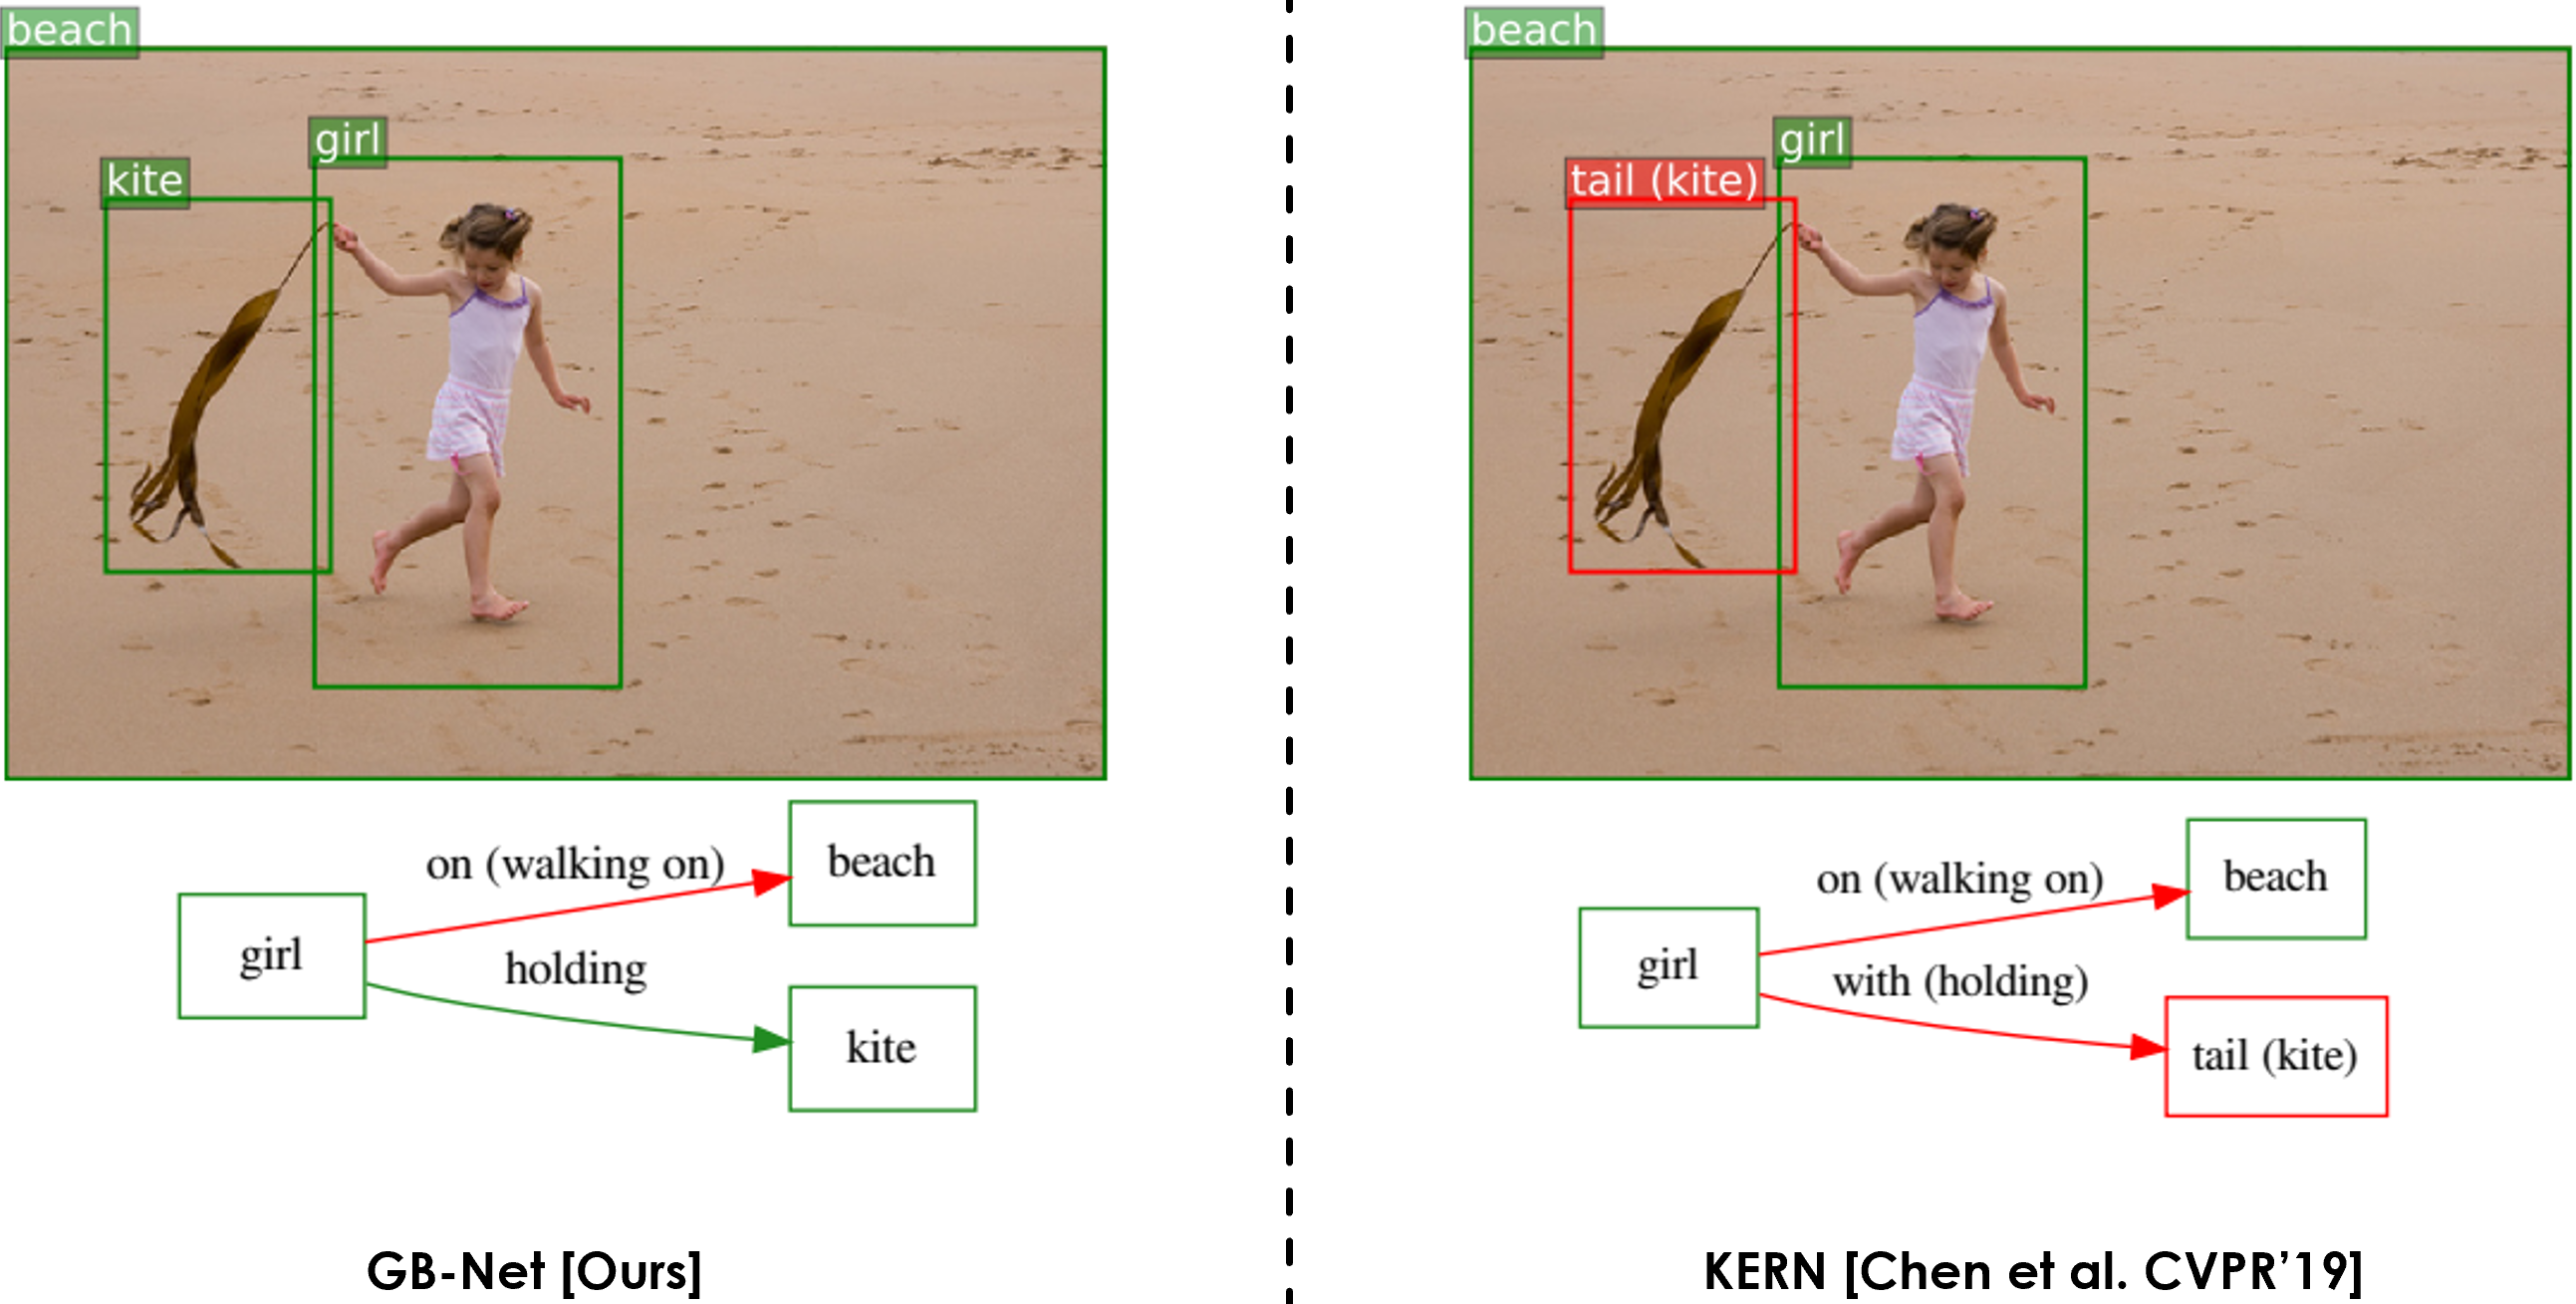 beach
girl
kite
on (walking on)
beach
girl
holding
kite
GB-Net [Ours]
beach
girl
tail (kite)
on (walking on)
beach
girl
with (holding)
tail (kite)
KERN [Chen et al. CVPR’19]